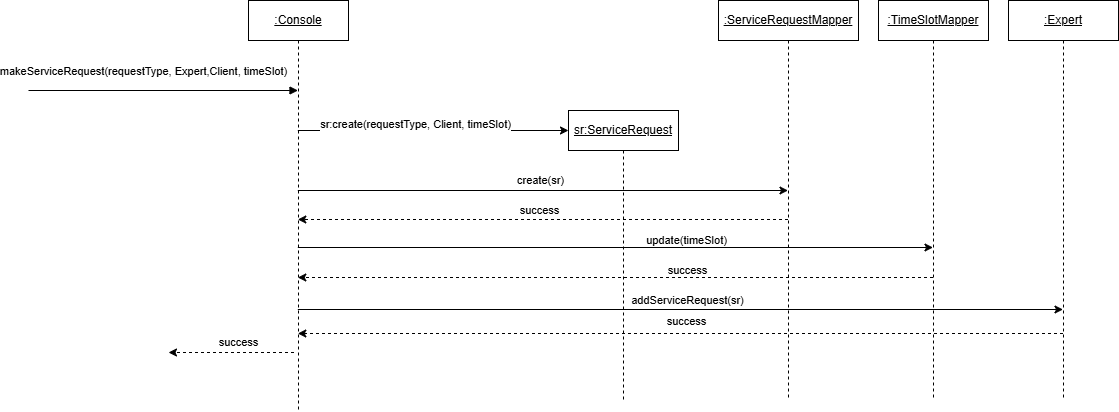 :Console
:ServiceRequestMapper
:TimeSlotMapper
:Expert
makeServiceRequest(requestType, Expert,Client, timeSlot)
sr:create(requestType, Client, timeSlot)
sr:ServiceRequest
create(sr)
success
update(timeSlot)
success
addServiceRequest(sr)
success
success